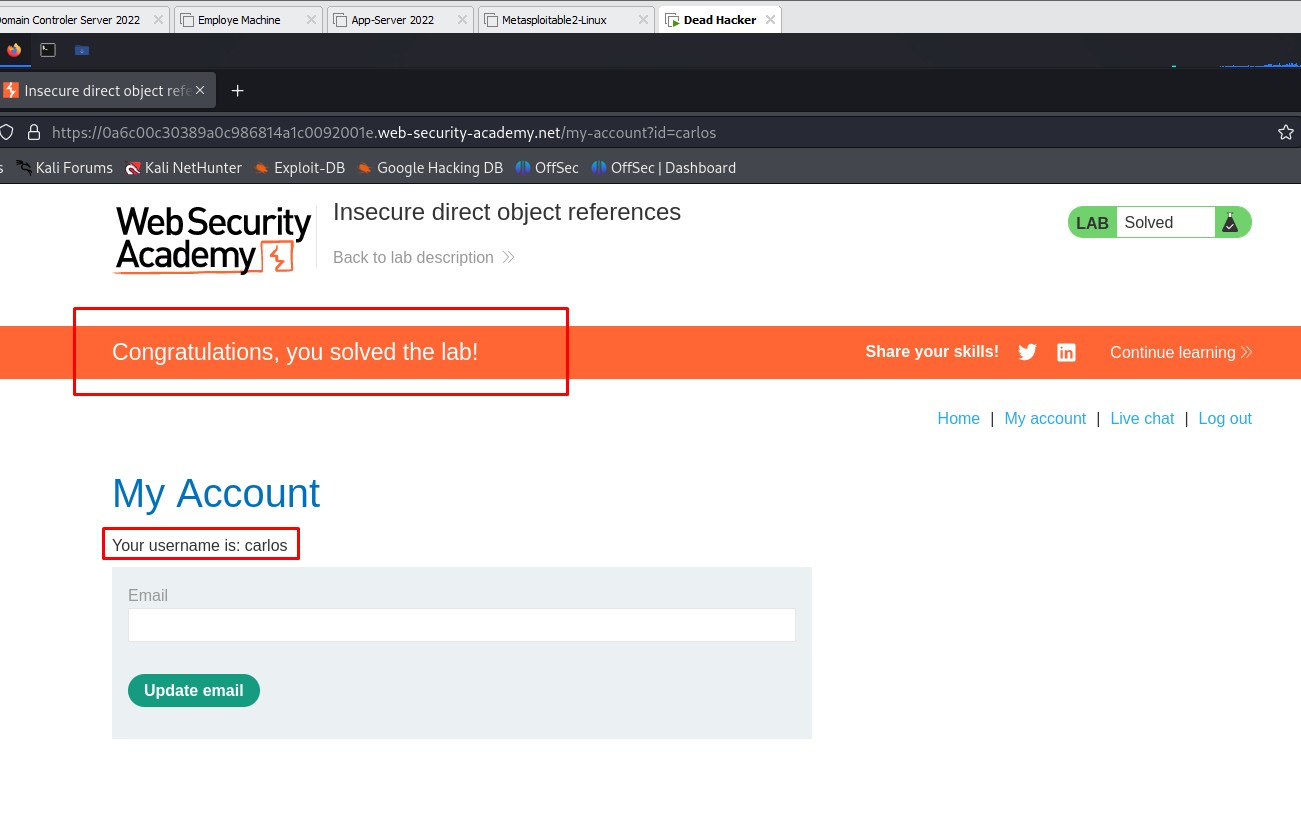 omain Controler Server 2022
Employe Machine
App-Server 2022
Metasploitable2-Linux
Dead Hacker
Insecure direct object refe
https://0a6c00c30389a0c986814a1c0092001e.web-security-academy.net/my-account?id=carlos
s
Kali Forums
Kali NetHunter
Exploit-DB
Google Hacking DB
OffSec
OffSec | Dashboard
Web Security
Academy
Insecure direct object references
Back to lab description
LAB
Solved
Congratulations, you solved the lab!
Share your skills!
Continue learning
Home | My account | Live chat | Log out
My Account
Your username is: carlos
Email
Update email